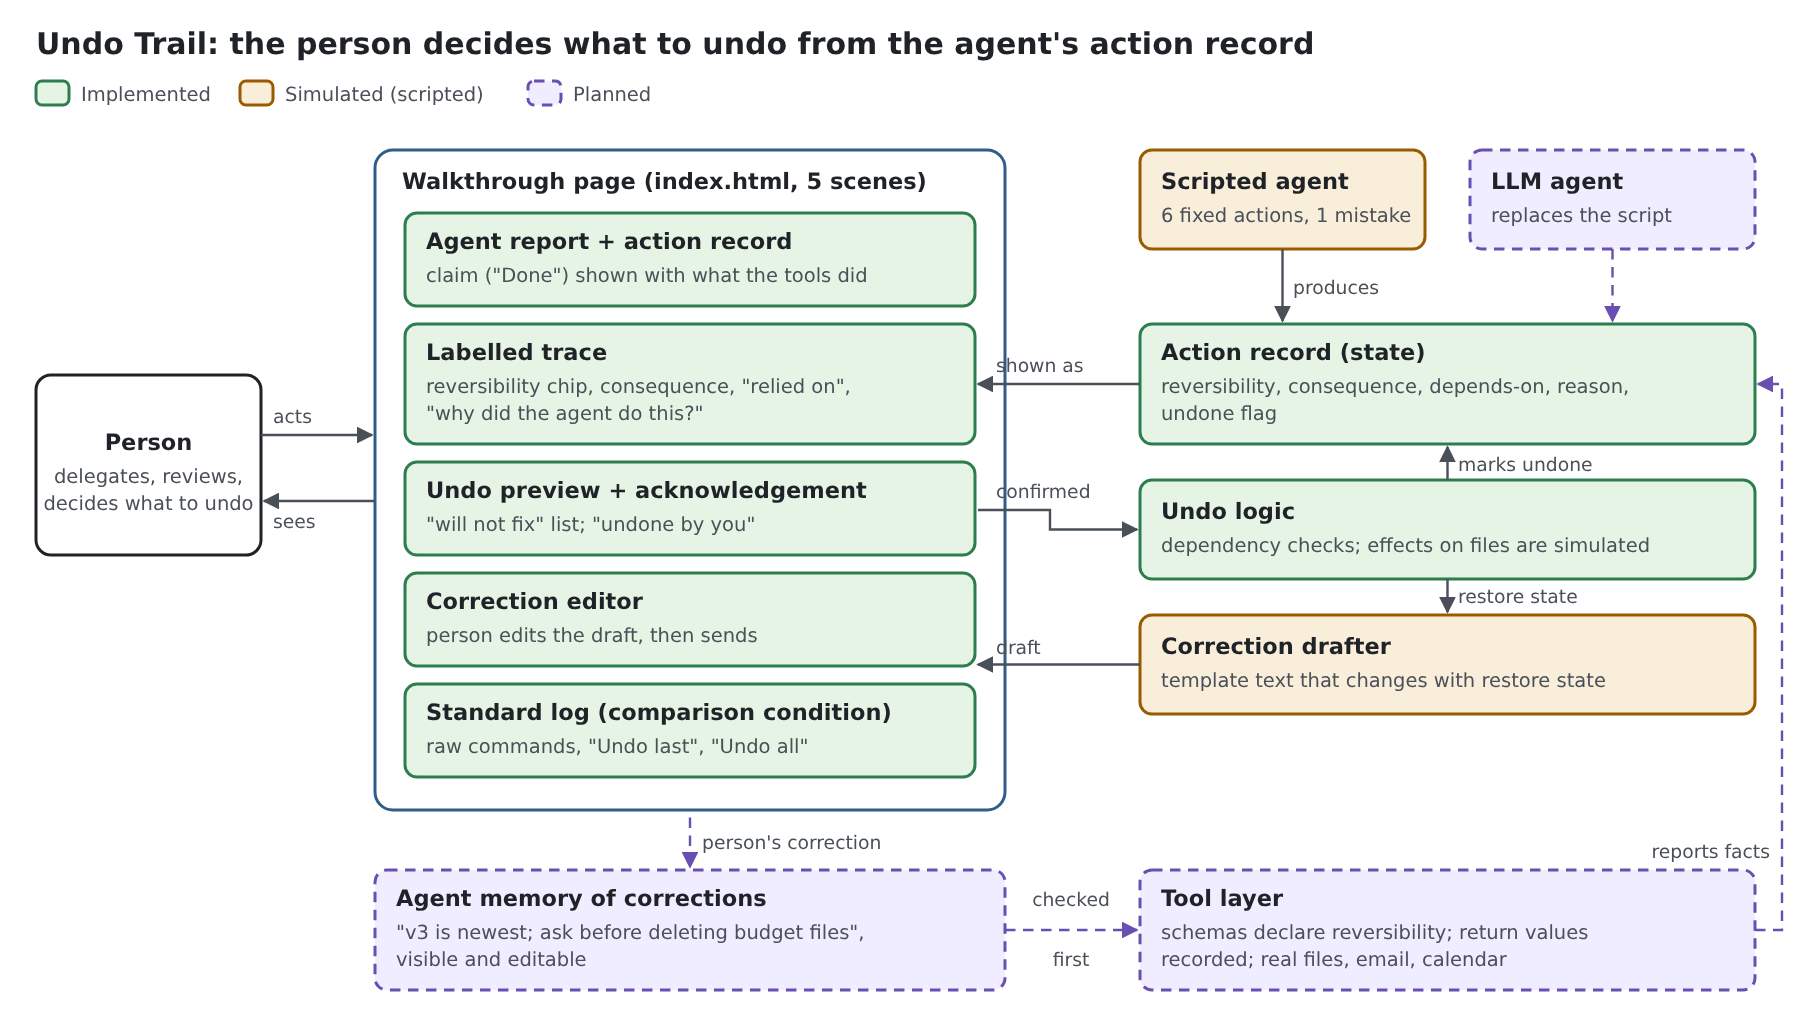 Undo Trail: the person decides what to undo from the agent's action record
Implemented
Simulated (scripted)
Planned
Person
delegates, reviews,
decides what to undo
acts
sees
Walkthrough page (index.html, 5 scenes)
Agent report + action record
claim ("Done") shown with what the tools did
Labelled trace
reversibility chip, consequence, "relied on",
"why did the agent do this?"
Undo preview + acknowledgement
"will not fix" list; "undone by you"
Correction editor
person edits the draft, then sends
Standard log (comparison condition)
raw commands, "Undo last", "Undo all"
shown as
confirmed
draft
Scripted agent
6 fixed actions, 1 mistake
LLM agent
replaces the script
produces
Action record (state)
reversibility, consequence, depends-on, reason,
undone flag
marks undone
Undo logic
dependency checks; effects on files are simulated
restore state
Correction drafter
template text that changes with restore state
person's correction
Agent memory of corrections
"v3 is newest; ask before deleting budget files",
visible and editable
checked
first
reports facts
Tool layer
schemas declare reversibility; return values
recorded; real files, email, calendar